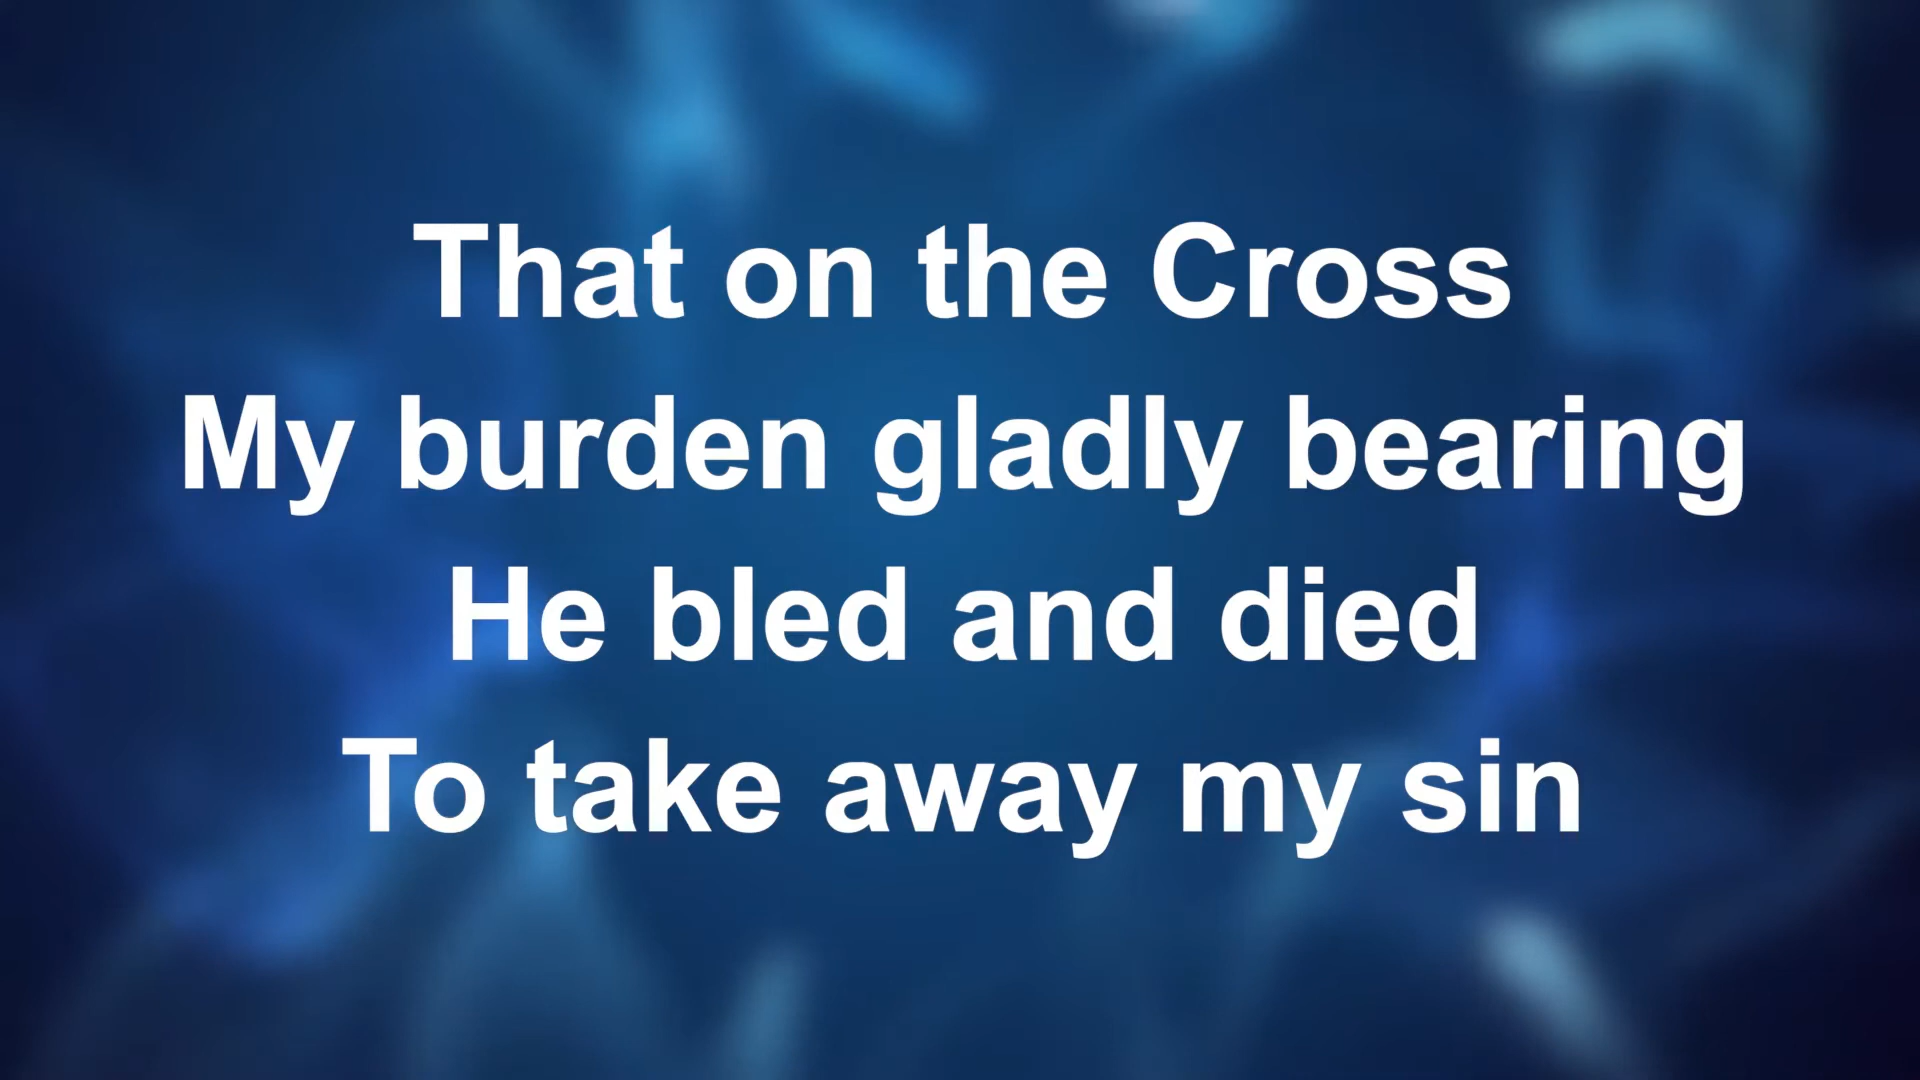 That on the Cross
My burden gladly bearing
He bled and died
To take away my sin